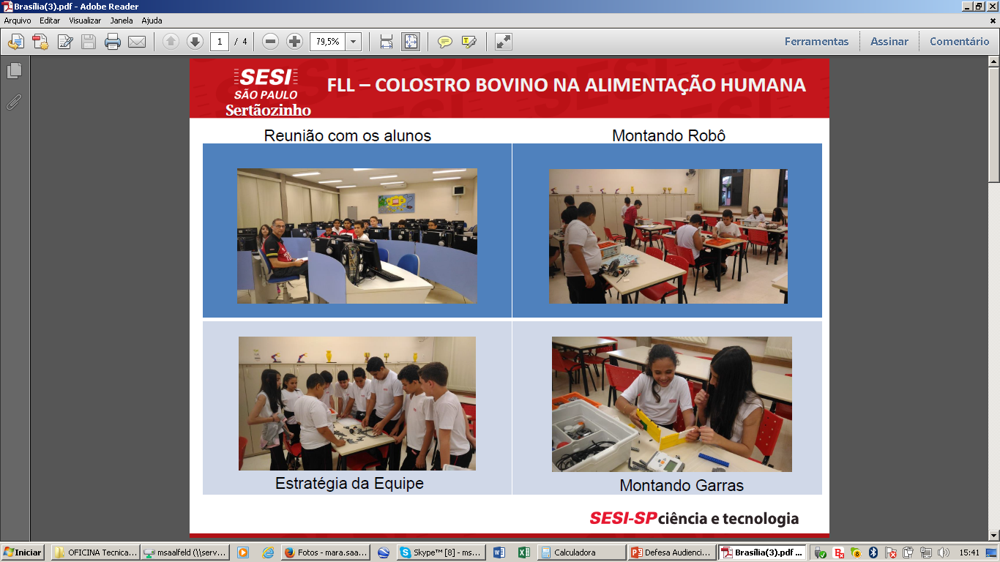 Brasília(3).pdf - Adobe Reader
Arquivo Editar Visualizar Janela Ajuda
1 / 4 79,5% Ferramentas Assinar Comentário
SESI
SÃO PAULO
Sertãozinho
FLL – COLOSTRO BOVINO NA ALIMENTAÇÃO HUMANA
Reunião com os alunos
Montando Robô
Estratégia da Equipe
Montando Garras
SESI-SP ciência e tecnologia
Iniciar OFICINA Tecnica... msaalfeld (\\serv... Fotos - mara.saa... Skype™ [8] - ms... Calculadora Defesa Audienci... Brasília(3).pdf ... 15:41